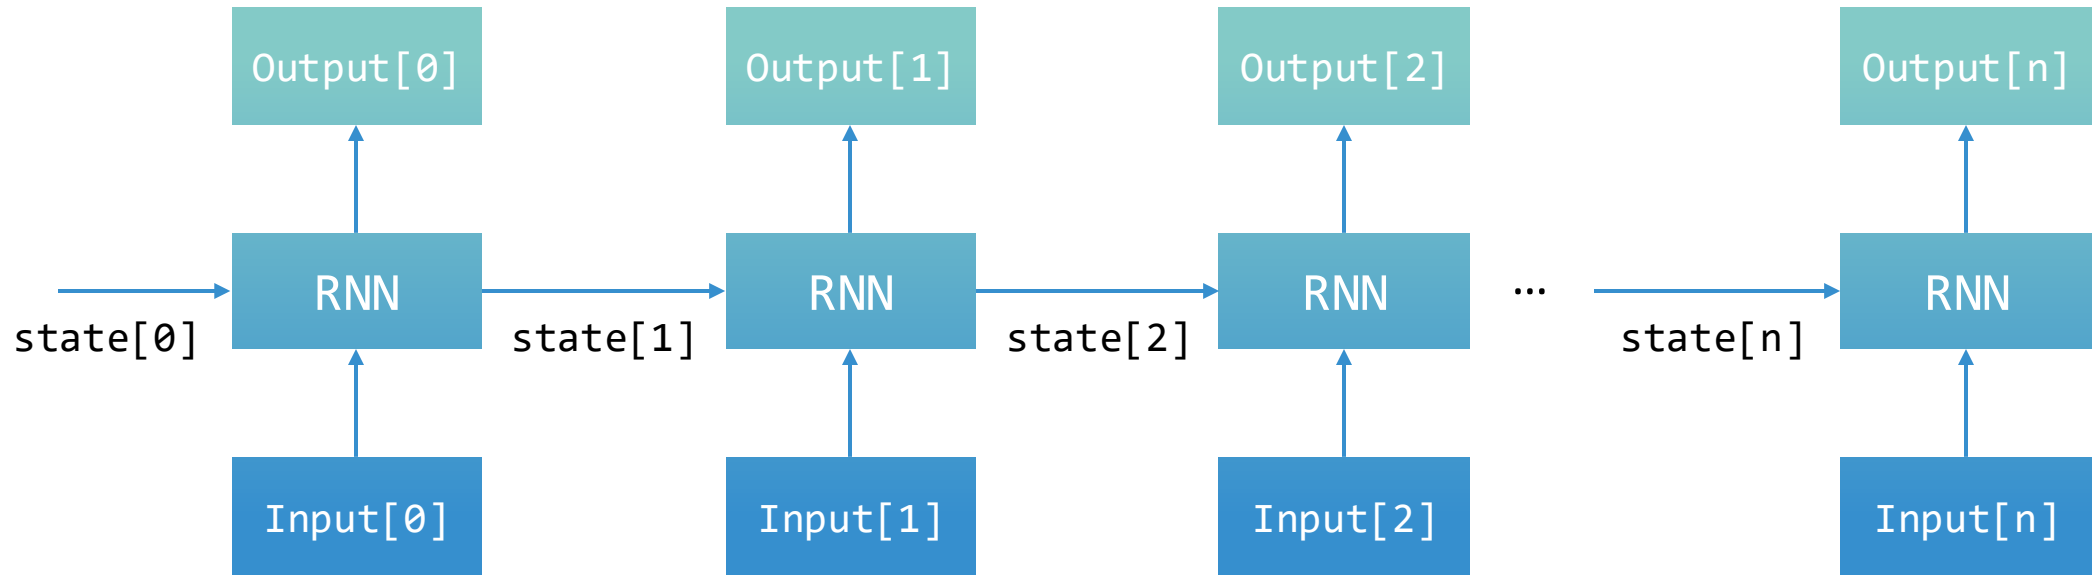 Output[0]
Output[1]
Output[2]
Output[n]
RNN
RNN
RNN
...
RNN
state[0]
state[1]
state[2]
state[n]
Input[0]
Input[1]
Input[2]
Input[n]